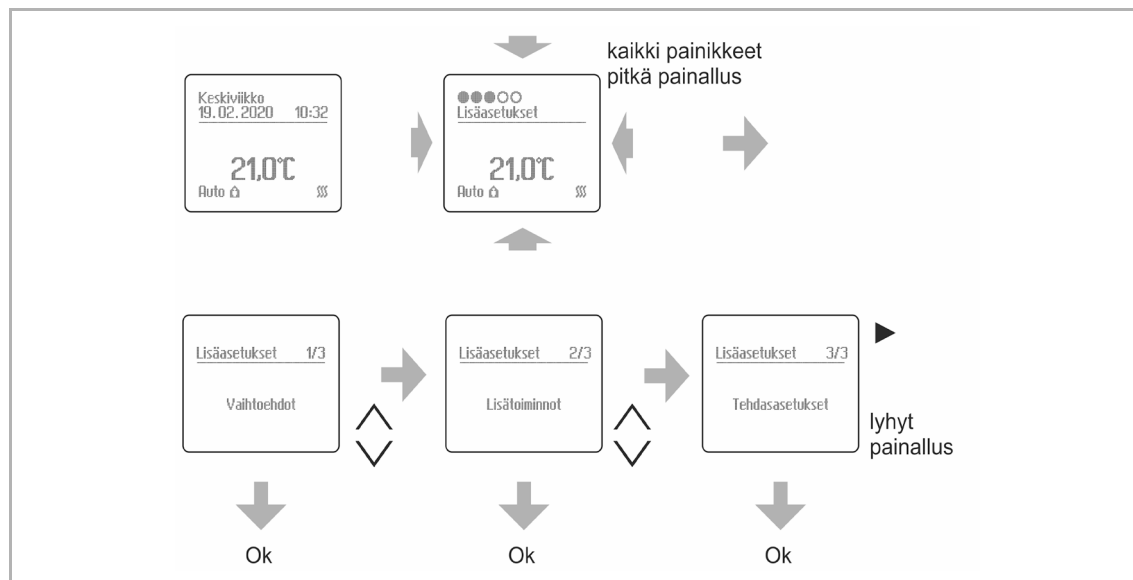 kaikki painikkeet
pitkä painallus
Keskiviikko
19.02.2020 10:32
21,0°C
Auto
Lisäasetukset
21,0°C
Auto
Lisäasetukset 1/3
Vaihtoehdot
Lisäasetukset 2/3
Lisätoiminnot
Lisäasetukset 3/3
Tehdasasetukset
lyhyt
painallus
Ok
Ok
Ok